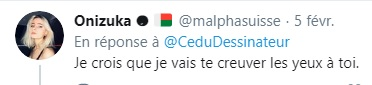 Onizuka @malphasuisse · 5 févr.
En réponse à @CeduDessinateur
Je crois que je vais te creuver les yeux à toi.